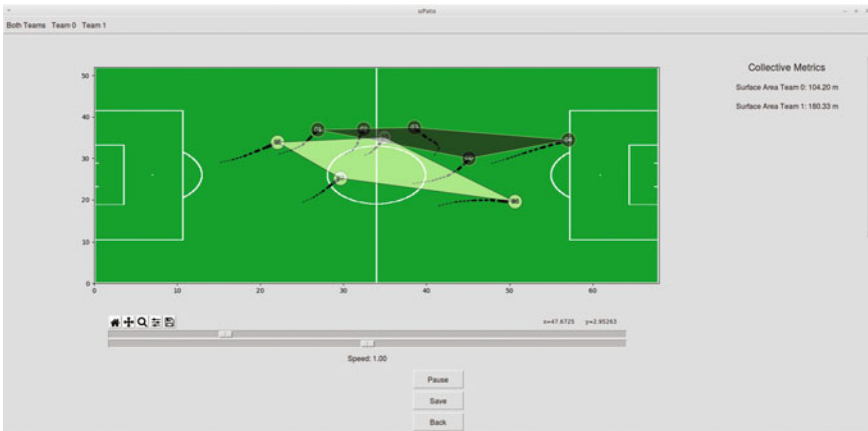 uPato
Both Teams Team 0 Team 1
Collective Metrics
Surface Area Team 0: 104.20 m
Surface Area Team 1: 180.33 m
50
40
30
20
10
0
0 10 20 30 40 50 60
x=47.6725 y=2.95263
Speed: 1.00
Pause
Save
Back